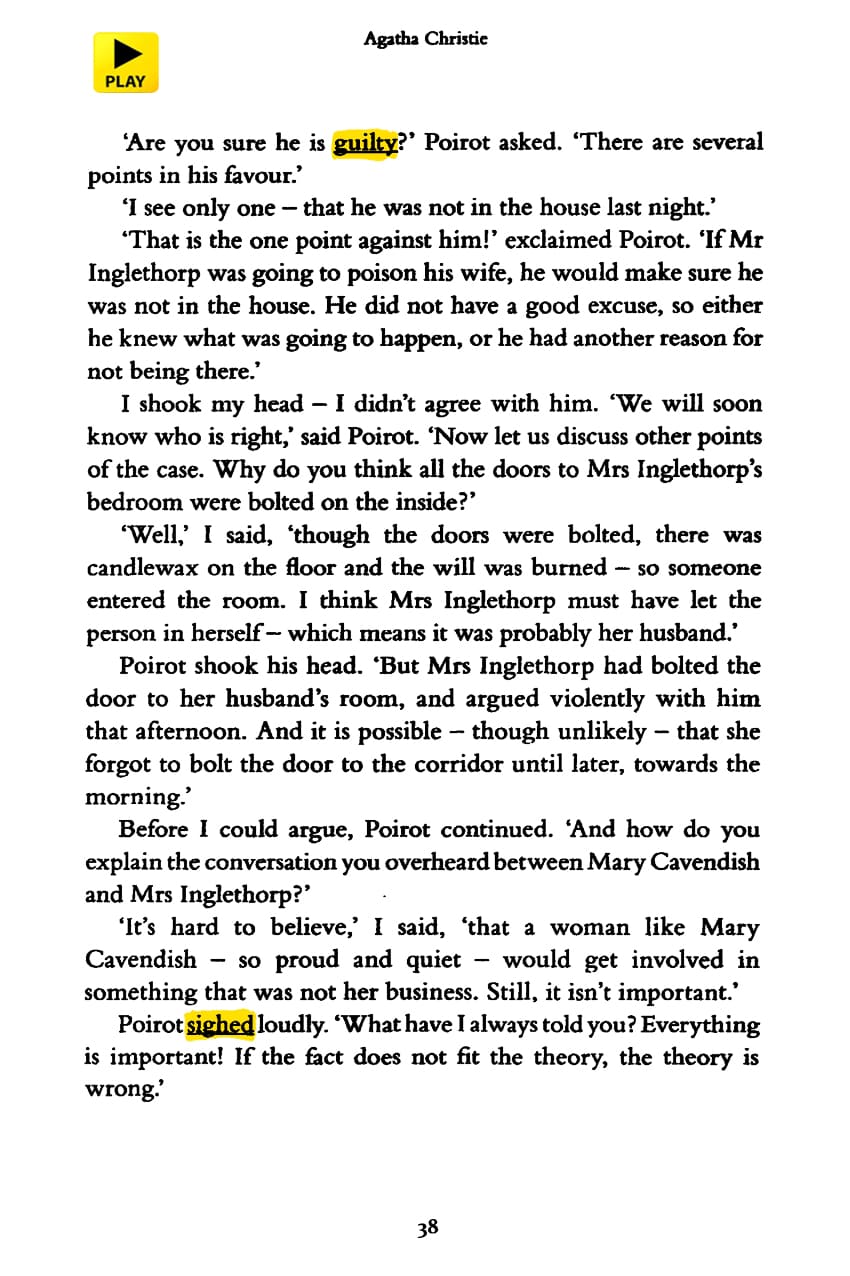 Agatha Christie
PLAY
‘Are you sure he is guilty?’ Poirot asked. ‘There are several
points in his favour.’
‘I see only one – that he was not in the house last night.’
‘That is the one point against him!’ exclaimed Poirot. ‘If Mr
Inglethorp was going to poison his wife, he would make sure he
was not in the house. He did not have a good excuse, so either
he knew what was going to happen, or he had another reason for
not being there.’
I shook my head – I didn’t agree with him. ‘We will soon
know who is right,’ said Poirot. ‘Now let us discuss other points
of the case. Why do you think all the doors to Mrs Inglethorp’s
bedroom were bolted on the inside?’
‘Well,’ I said, ‘though the doors were bolted, there was
candlewax on the floor and the will was burned – so someone
entered the room. I think Mrs Inglethorp must have let the
person in herself – which means it was probably her husband.’
Poirot shook his head. ‘But Mrs Inglethorp had bolted the
door to her husband’s room, and argued violently with him
that afternoon. And it is possible – though unlikely – that she
forgot to bolt the door to the corridor until later, towards the
morning.’
Before I could argue, Poirot continued. ‘And how do you
explain the conversation you overheard between Mary Cavendish
and Mrs Inglethorp?’
‘It’s hard to believe,’ I said, ‘that a woman like Mary
Cavendish – so proud and quiet – would get involved in
something that was not her business. Still, it isn’t important.’
Poirot sighed loudly. ‘What have I always told you? Everything
is important! If the fact does not fit the theory, the theory is
wrong.’
38